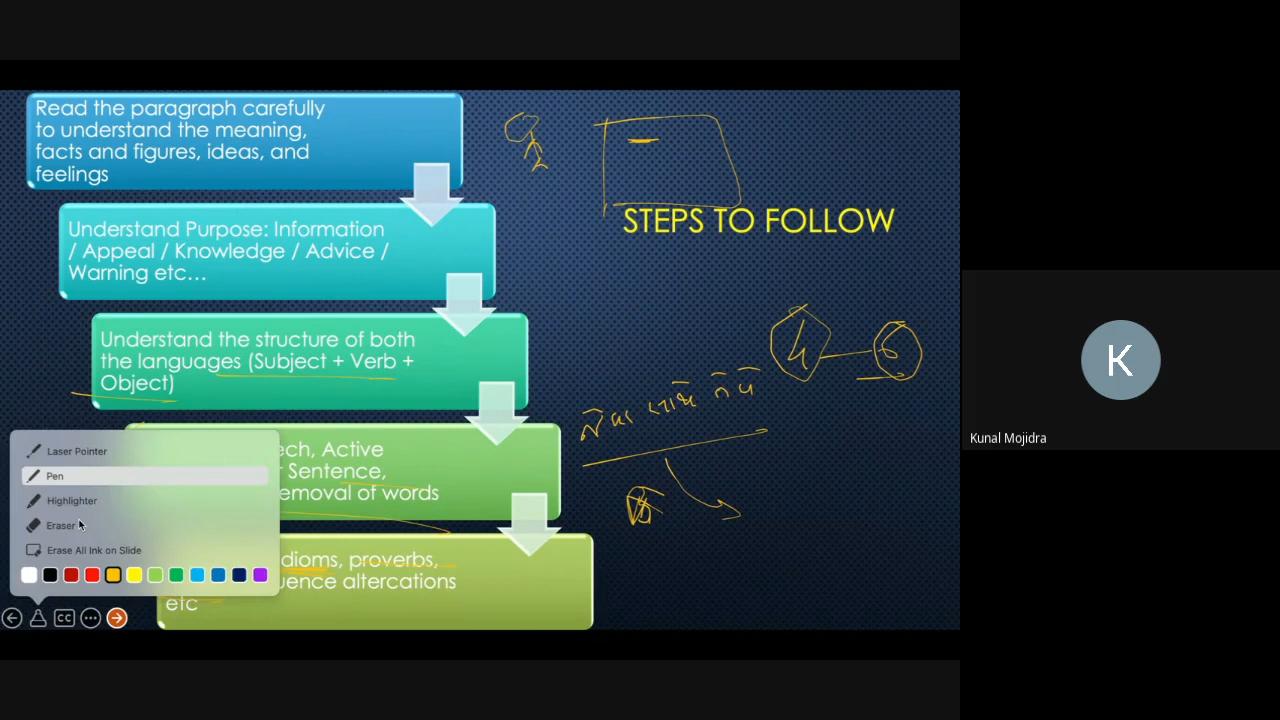 Read the paragraph carefully
to understand the meaning,
facts and figures, ideas, and
feelings
STEPS TO FOLLOW
Understand Purpose: Information
/ Appeal / Knowledge / Advice /
Warning etc...
Understand the structure of both
the languages (Subject + Verb +
Object)
ech, Active
Sentence,
emoval of words
dioms, proverbs,
uence altercations
etc
4
6
Laser Pointer
Pen
Highlighter
Eraser
Erase All Ink on Slide
CC
K
Kunal Mojidra